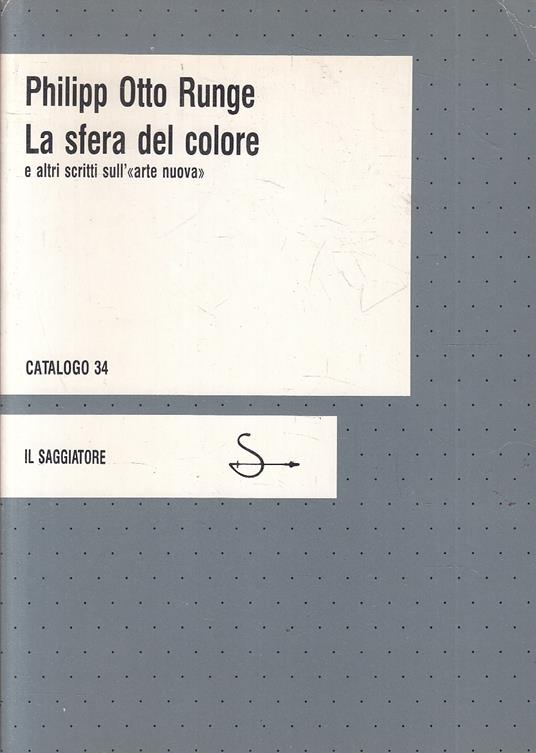 Philipp Otto Runge
La sfera del colore
e altri scritti sull'«arte nuova»
CATALOGO 34
IL SAGGIATORE